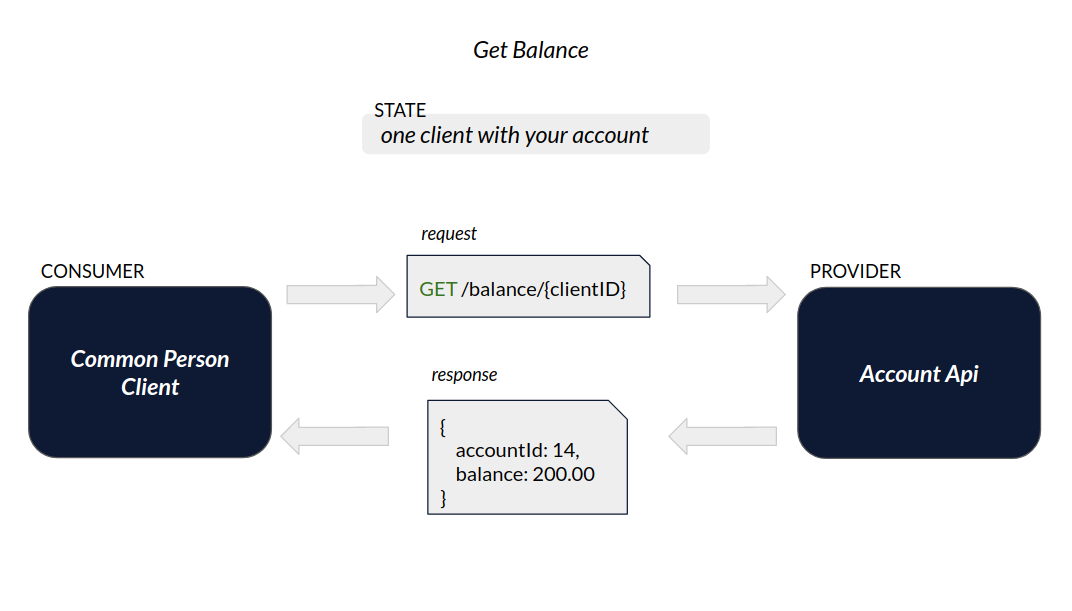 Get Balance
STATE
one client with your account
request
CONSUMER
GET /balance/{clientID}
PROVIDER
Common Person
Client
Account Api
response
{
accountId: 14,
balance: 200.00
}